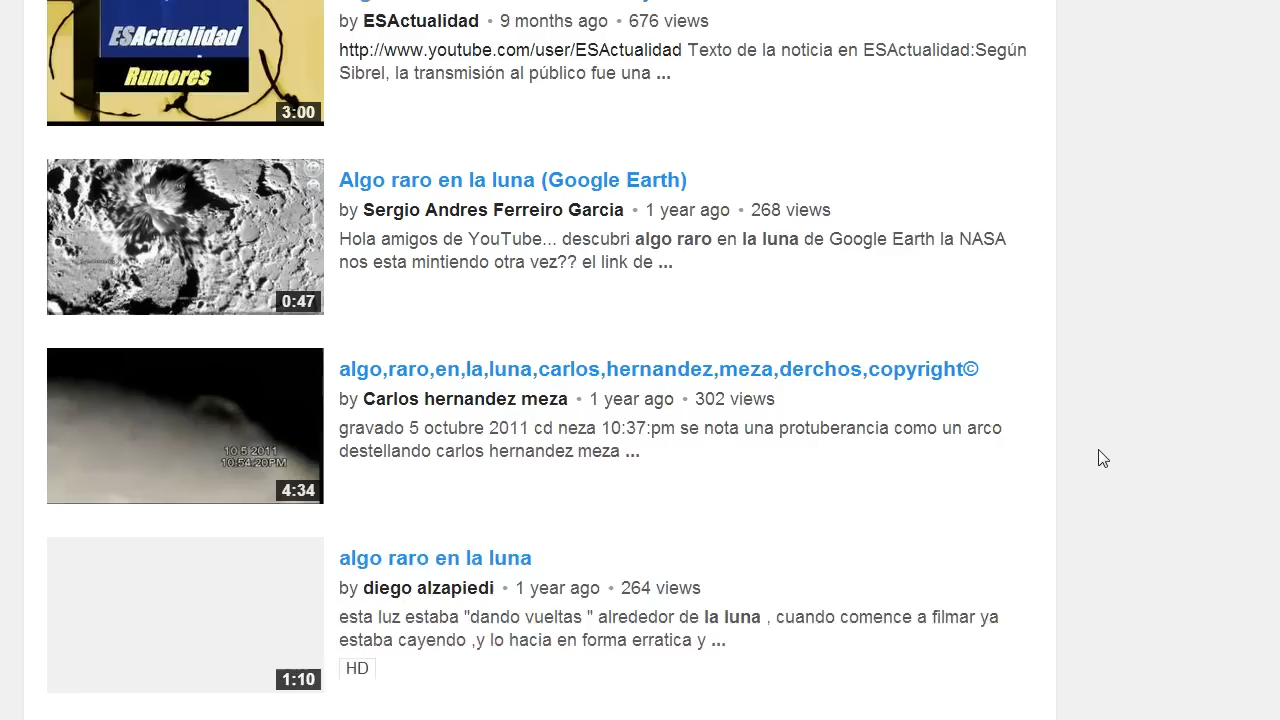 ESActualidad
Rumores
3:00
by ESActualidad • 9 months ago • 676 views
http://www.youtube.com/user/ESActualidad Texto de la noticia en ESActualidad:Según
Sibrel, la transmisión al público fue una ...
0:47
Algo raro en la luna (Google Earth)
by Sergio Andres Ferreiro Garcia • 1 year ago • 268 views
Hola amigos de YouTube... descubri algo raro en la luna de Google Earth la NASA
nos esta mintiendo otra vez?? el link de ...
10.5.2011
10:54:20PM
4:34
algo,raro,en,la,luna,carlos,hernandez,meza,derchos,copyright©
by Carlos hernandez meza • 1 year ago • 302 views
gravado 5 octubre 2011 cd neza 10:37:pm se nota una protuberancia como un arco
destellando carlos hernandez meza ...
1:10
algo raro en la luna
by diego alzapiedi • 1 year ago • 264 views
esta luz estaba "dando vueltas " alrededor de la luna , cuando comence a filmar ya
estaba cayendo ,y lo hacia en forma erratica y ...
HD